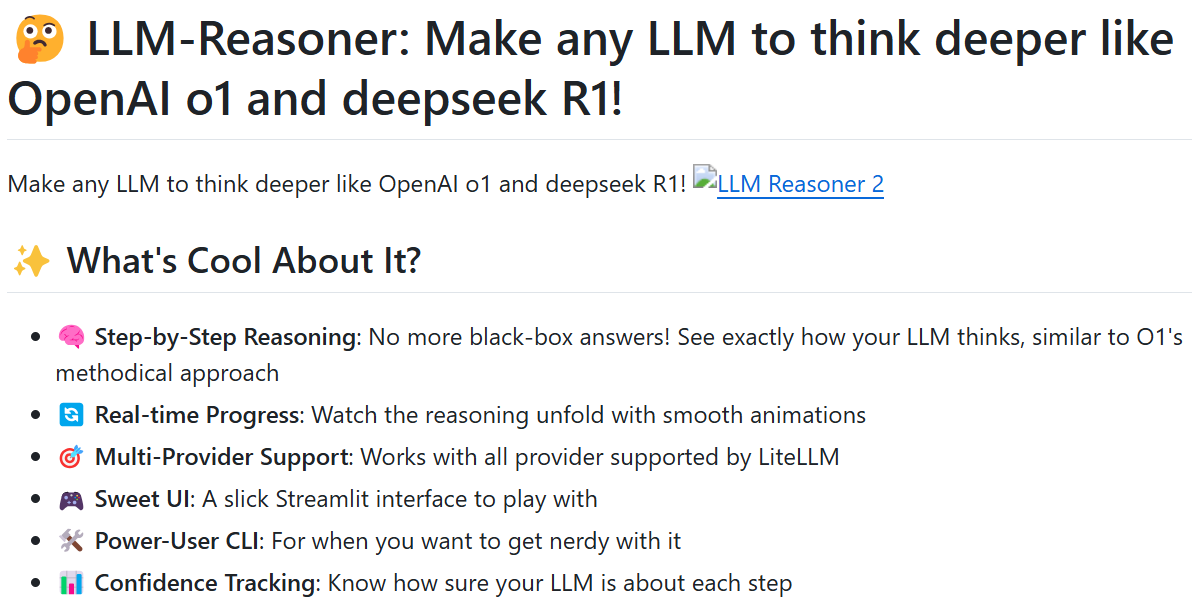 🤔 LLM-Reasoner: Make any LLM to think deeper like
OpenAI o1 and deepseek R1!
Make any LLM to think deeper like OpenAI o1 and deepseek R1! LLM Reasoner 2
✨ What's Cool About It?
• 🧠 Step-by-Step Reasoning: No more black-box answers! See exactly how your LLM thinks, similar to O1's
methodical approach
• 🔄 Real-time Progress: Watch the reasoning unfold with smooth animations
• 🎯 Multi-Provider Support: Works with all provider supported by LiteLLM
• 🎮 Sweet UI: A slick Streamlit interface to play with
• 🛠️ Power-User CLI: For when you want to get nerdy with it
• 📊 Confidence Tracking: Know how sure your LLM is about each step